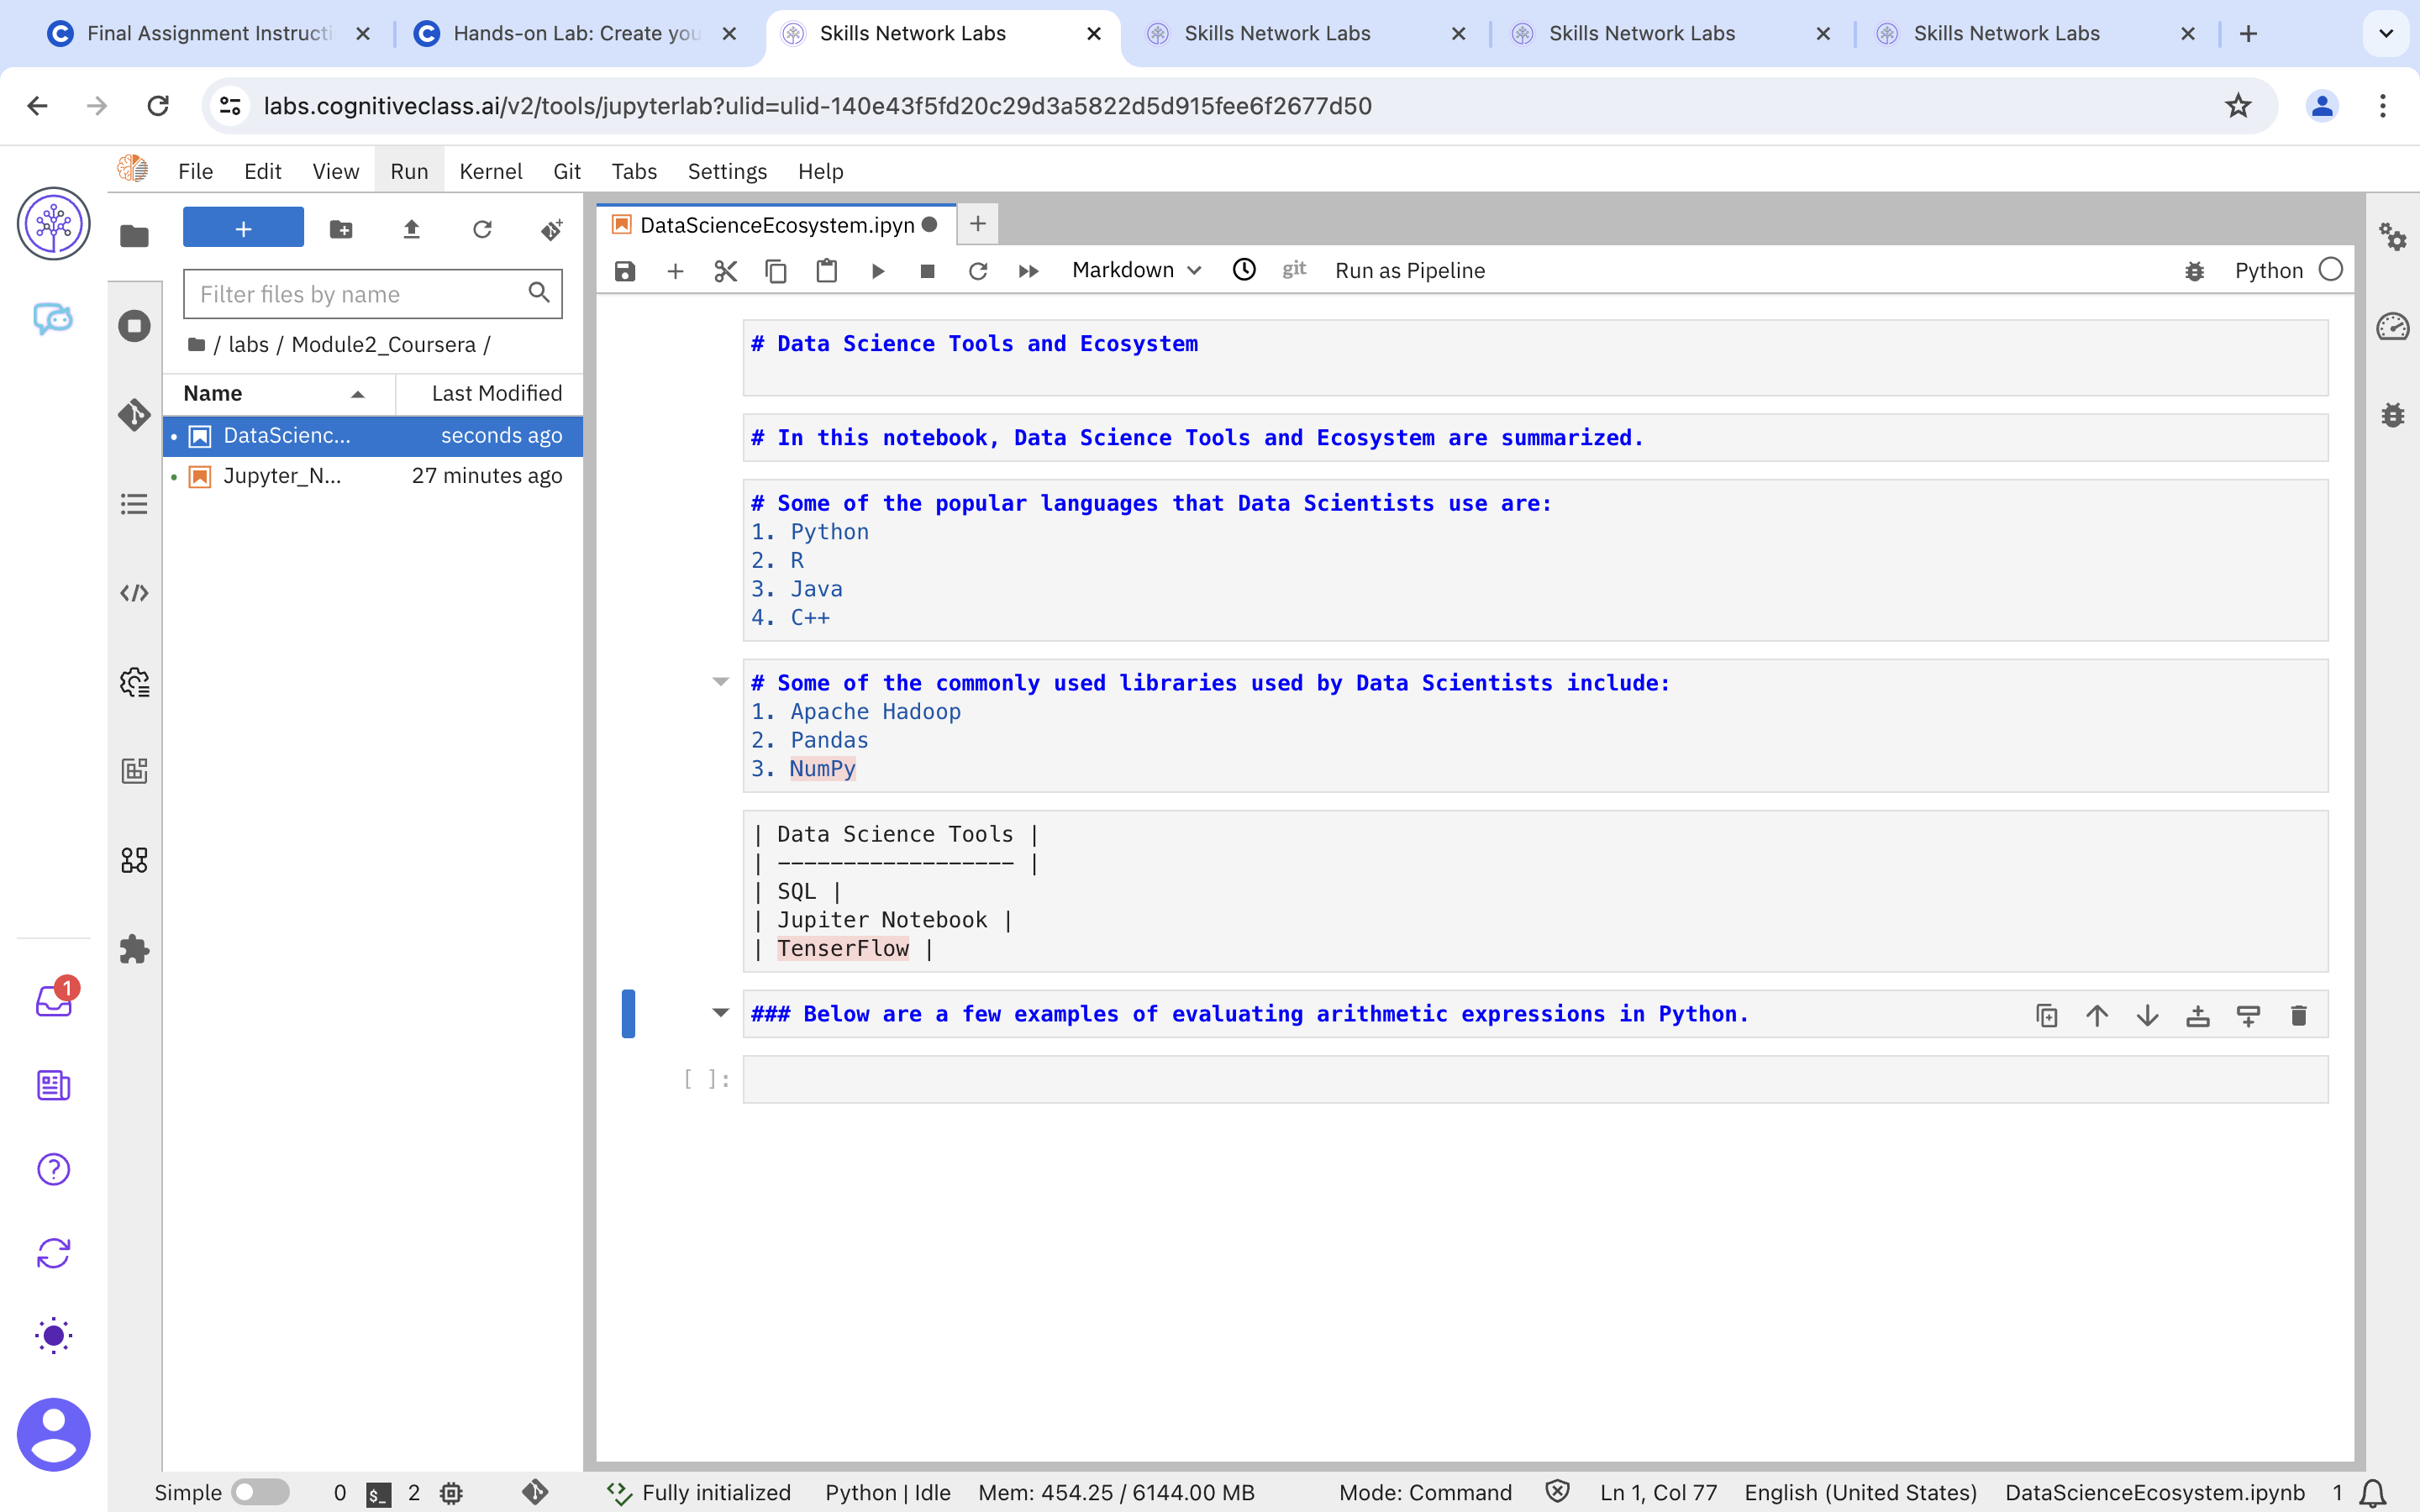 Final Assignment Instructi
Hands-on Lab: Create you
Skills Network Labs
Skills Network Labs
Skills Network Labs
Skills Network Labs
labs.cognitiveclass.ai/v2/tools/jupyterlab?ulid=ulid-140e43f5fd20c29d3a5822d5d915fee6f2677d50
File Edit View Run Kernel Git Tabs Settings Help
DataScienceEcosystem.ipyn
Markdown
git
Run as Pipeline
Python
Filter files by name
/ labs / Module2_Coursera /
Name
Last Modified
DataScienc...
seconds ago
Jupyter_N...
27 minutes ago
# Data Science Tools and Ecosystem
# In this notebook, Data Science Tools and Ecosystem are summarized.
# Some of the popular languages that Data Scientists use are:
1. Python
2. R
3. Java
4. C++
# Some of the commonly used libraries used by Data Scientists include:
1. Apache Hadoop
2. Pandas
3. NumPy
| Data Science Tools |
| ------------------ |
| SQL |
| Jupiter Notebook |
| TenserFlow |
### Below are a few examples of evaluating arithmetic expressions in Python.
[ ]:
1
Simple
0
$_
2
Fully initialized
Python | Idle
Mem: 454.25 / 6144.00 MB
Mode: Command
Ln 1, Col 77
English (United States)
DataScienceEcosystem.ipynb
1